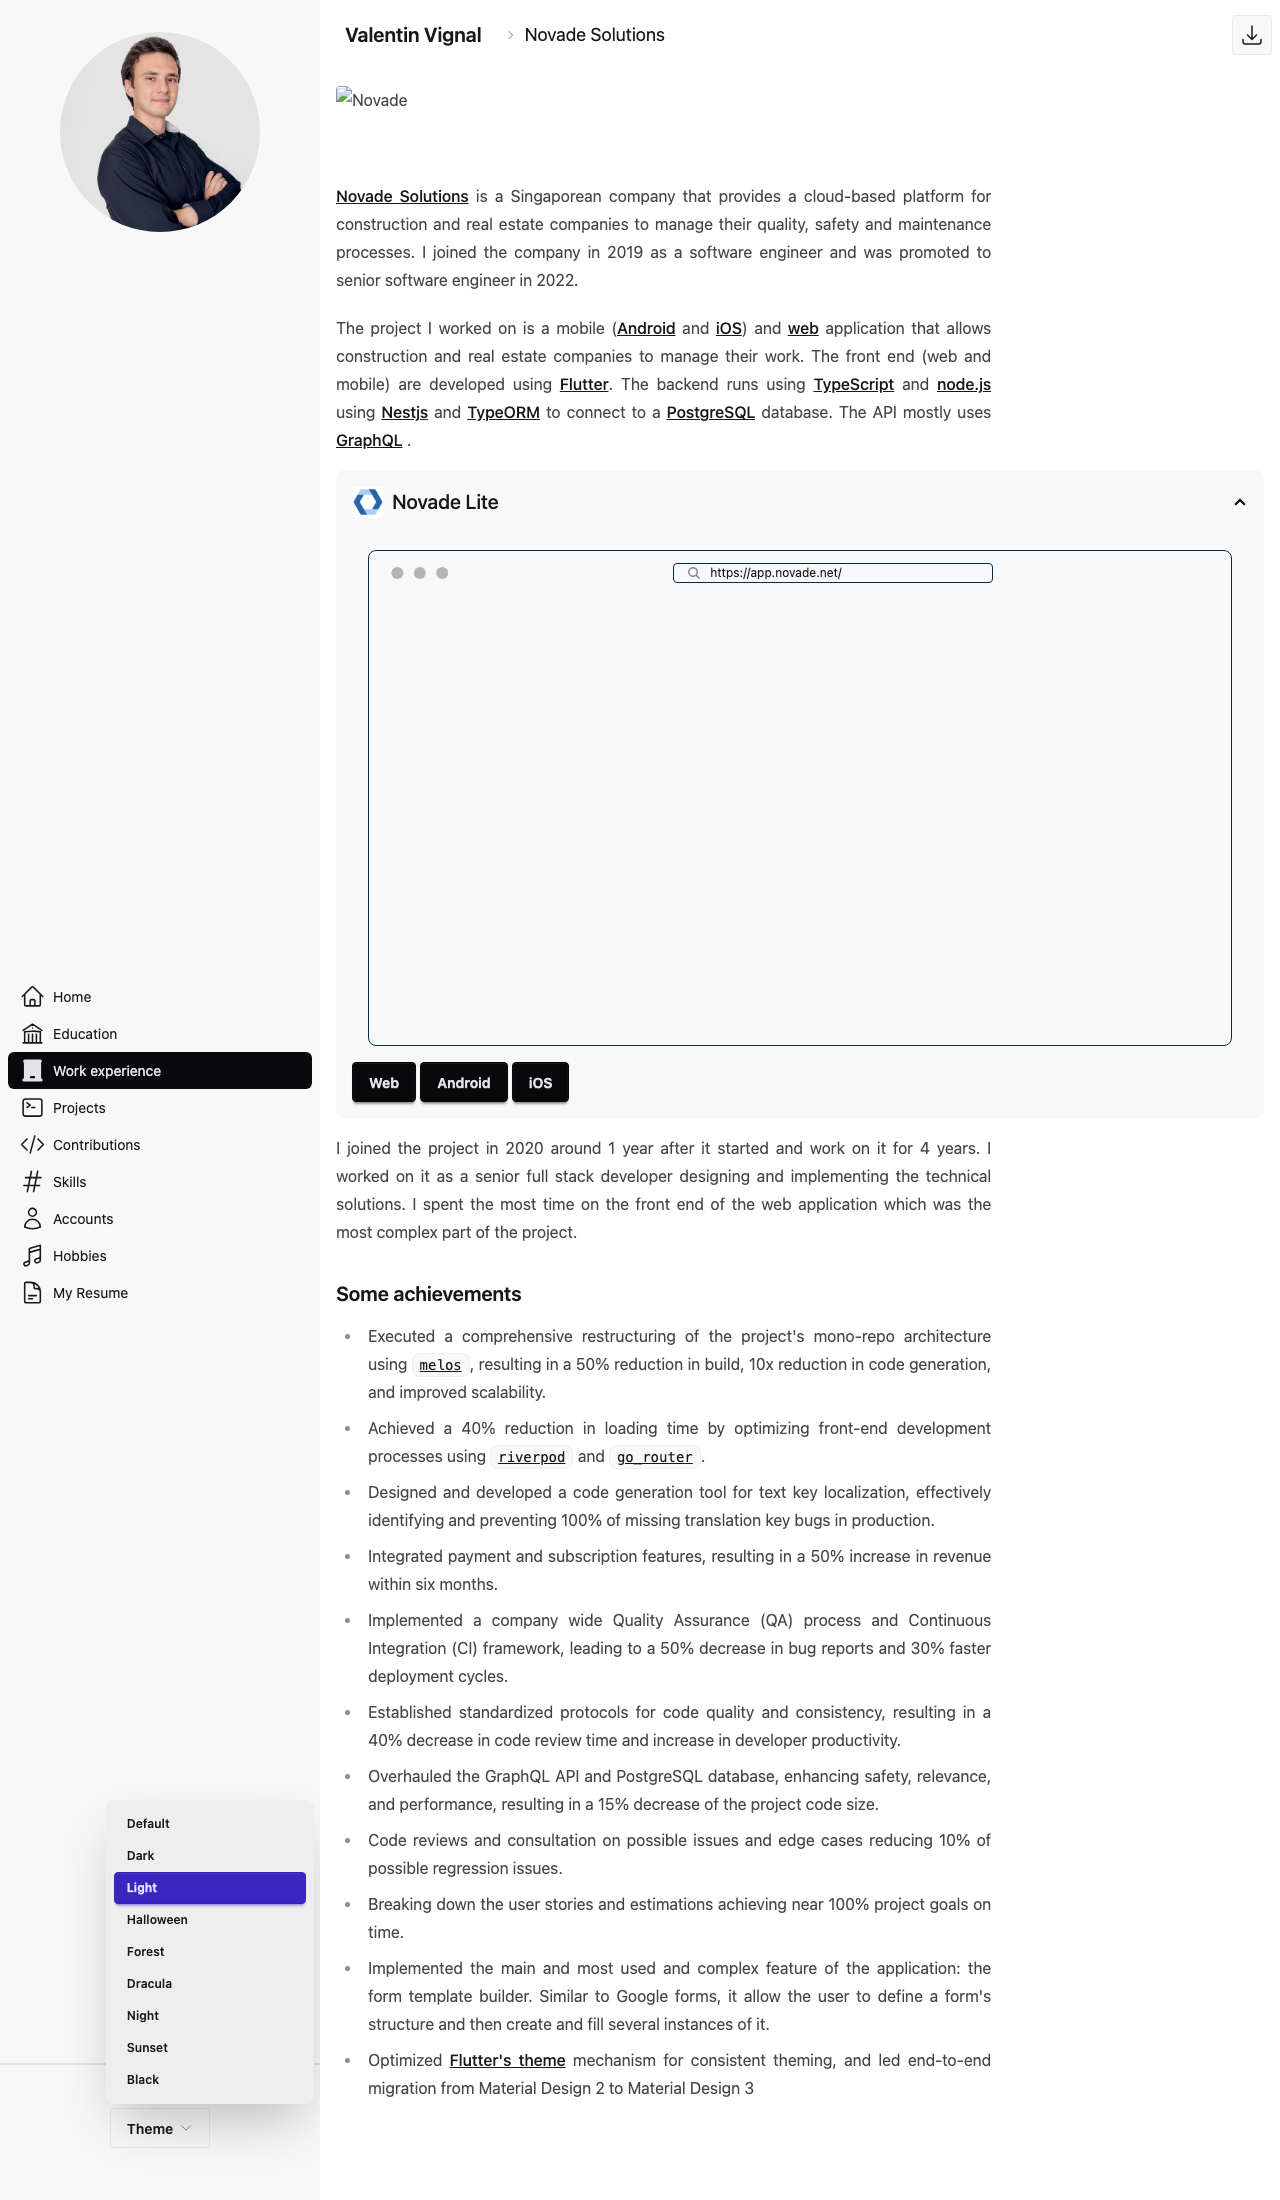 Valentin Vignal
Novade Solutions
Novade
Novade Solutions is a Singaporean company that provides a cloud-based platform for
construction and real estate companies to manage their quality, safety and maintenance
processes. I joined the company in 2019 as a software engineer and was promoted to
senior software engineer in 2022.
The project I worked on is a mobile (Android and iOS) and web application that allows
construction and real estate companies to manage their work. The front end (web and
mobile) are developed using Flutter. The backend runs using TypeScript and node.js
using Nestjs and TypeORM to connect to a PostgreSQL database. The API mostly uses
GraphQL .
Novade Lite
https://app.novade.net/
Web Android iOS
I joined the project in 2020 around 1 year after it started and work on it for 4 years. I
worked on it as a senior full stack developer designing and implementing the technical
solutions. I spent the most time on the front end of the web application which was the
most complex part of the project.
Some achievements
Executed a comprehensive restructuring of the project's mono-repo architecture
using melos, resulting in a 50% reduction in build, 10x reduction in code generation,
and improved scalability.
Achieved a 40% reduction in loading time by optimizing front-end development
processes using riverpod and go_router.
Designed and developed a code generation tool for text key localization, effectively
identifying and preventing 100% of missing translation key bugs in production.
Integrated payment and subscription features, resulting in a 50% increase in revenue
within six months.
Implemented a company wide Quality Assurance (QA) process and Continuous
Integration (CI) framework, leading to a 50% decrease in bug reports and 30% faster
deployment cycles.
Established standardized protocols for code quality and consistency, resulting in a
40% decrease in code review time and increase in developer productivity.
Overhauled the GraphQL API and PostgreSQL database, enhancing safety, relevance,
and performance, resulting in a 15% decrease of the project code size.
Code reviews and consultation on possible issues and edge cases reducing 10% of
possible regression issues.
Breaking down the user stories and estimations achieving near 100% project goals on
time.
Implemented the main and most used and complex feature of the application: the
form template builder. Similar to Google forms, it allow the user to define a form's
structure and then create and fill several instances of it.
Optimized Flutter's theme mechanism for consistent theming, and led end-to-end
migration from Material Design 2 to Material Design 3
Home
Education
Work experience
Projects
Contributions
Skills
Accounts
Hobbies
My Resume
Default
Dark
Light
Halloween
Forest
Dracula
Night
Sunset
Black
Theme